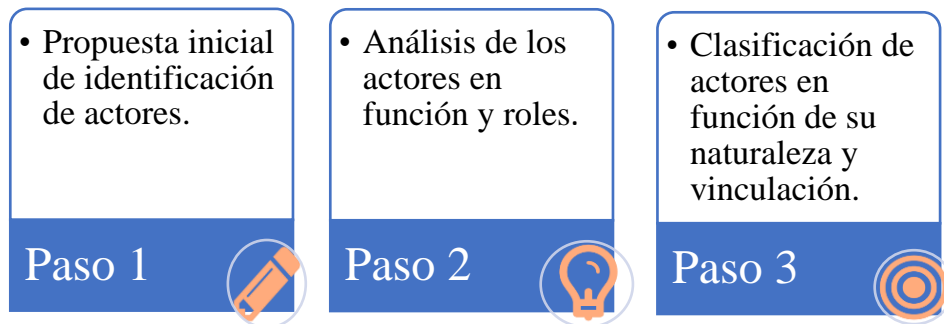 • Propuesta inicial
de identificación
de actores.
Paso 1
• Análisis de los
actores en
función y roles.
Paso 2
• Clasificación de
actores en
función de su
naturaleza y
vinculación.
Paso 3